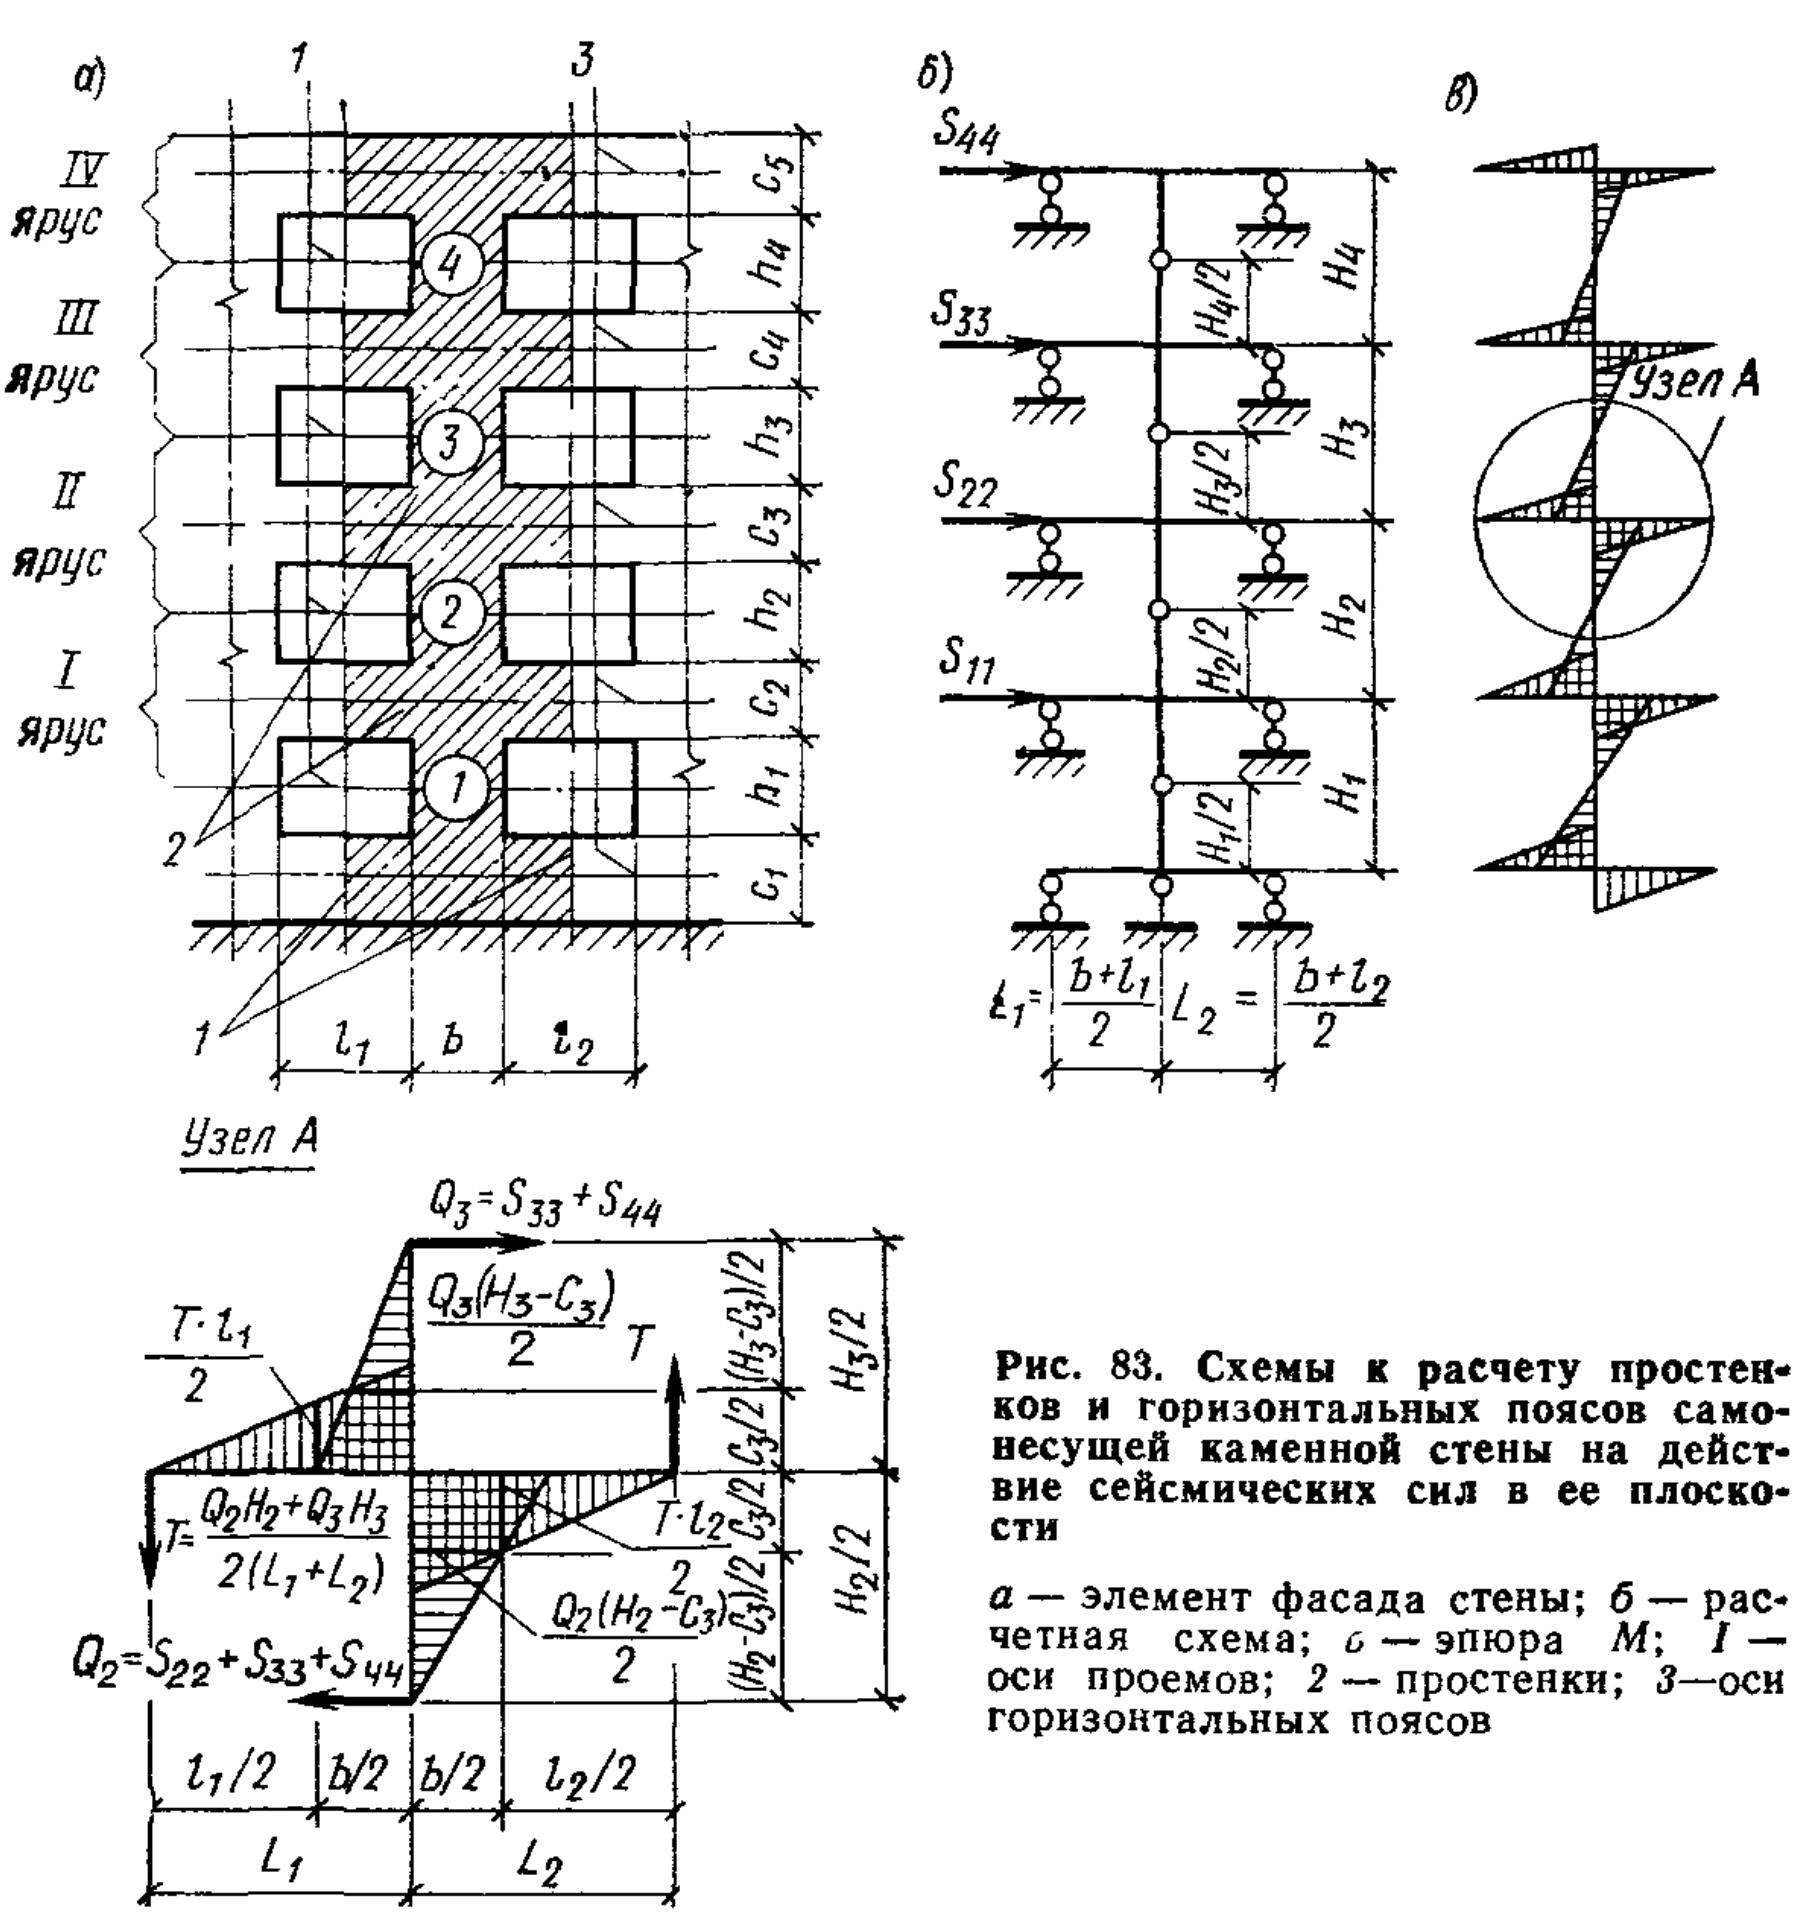 а)
1
3
IV
ярус
III
ярус
II
ярус
I
ярус
4
3
2
1
C5
h4
C4
h3
C3
h2
C2
h1
C1
2
1
l1
b
l2
б)
S44
S33
S22
S11
H4/2
H3/2
H2/2
H1/2
H4
H3
H2
H1
L1 = b+l1 / 2
L2 = b+l2 / 2
в)
Узел А
Узел А
Q3=S33+S44
Q3(H3-C3) / 2
T·l1 / 2
T
T= Q2H2+Q3H3 / 2(L1+L2)
T·l2 / 2
Q2(H2-C3) / 2
Q2=S22+S33+S44
(H3-C3)/2
C3/2
C3/2
(H2-C3)/2
H3/2
H2/2
l1/2
b/2
b/2
l2/2
L1
L2
Рис. 83. Схемы к расчету простен-
ков и горизонтальных поясов само-
несущей каменной стены на дейст-
вие сейсмических сил в ее плоско-
сти
а — элемент фасада стены; б — рас-
четная схема; в — эпюра М; 1 —
оси проемов; 2 — простенки; 3—оси
горизонтальных поясов